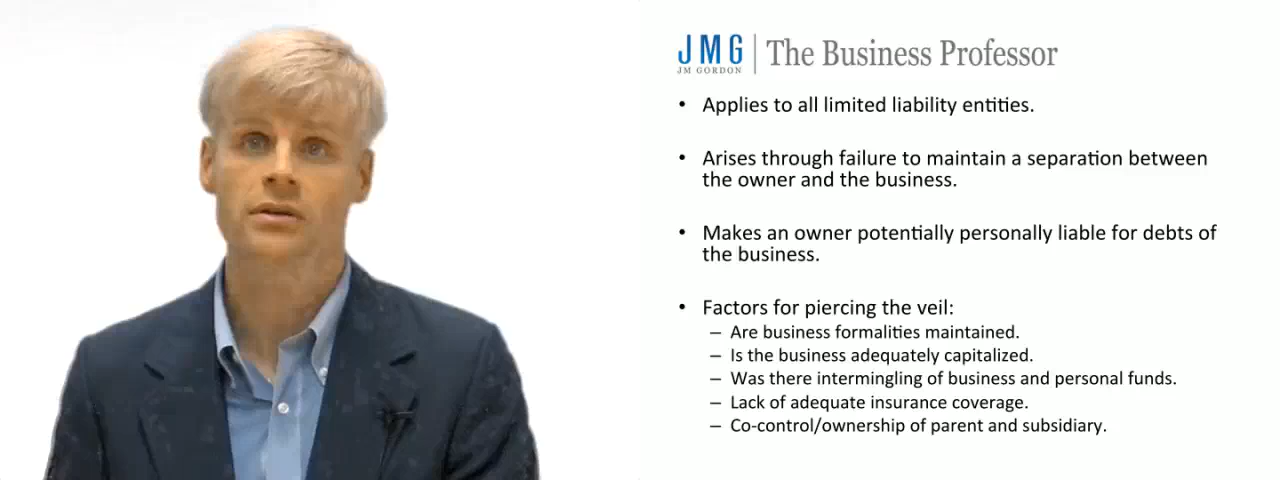 JMG
JM GORDON
The Business Professor
• Applies to all limited liability entities.
• Arises through failure to maintain a separation between
the owner and the business.
• Makes an owner potentially personally liable for debts of
the business.
• Factors for piercing the veil:
– Are business formalities maintained.
– Is the business adequately capitalized.
– Was there intermingling of business and personal funds.
– Lack of adequate insurance coverage.
– Co-control/ownership of parent and subsidiary.